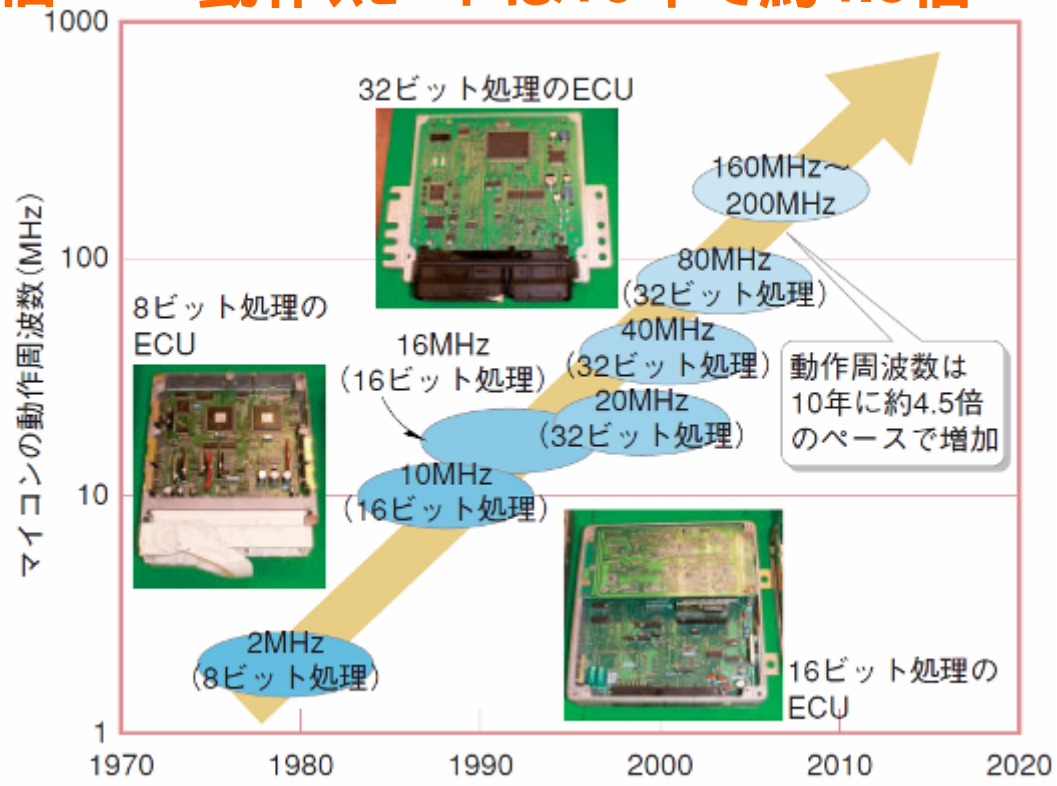 1000
32ビット処理のECU
160MHz～
200MHz
マイコンの動作周波数(MHz)
100
80MHz
(32ビット処理)
8ビット処理の
ECU
40MHz
(32ビット処理)
16MHz
(16ビット処理)
動作周波数は
10年に約4.5倍
のペースで増加
20MHz
(32ビット処理)
10MHz
(16ビット処理)
10
2MHz
(8ビット処理)
16ビット処理の
ECU
1
1970 1980 1990 2000 2010 2020